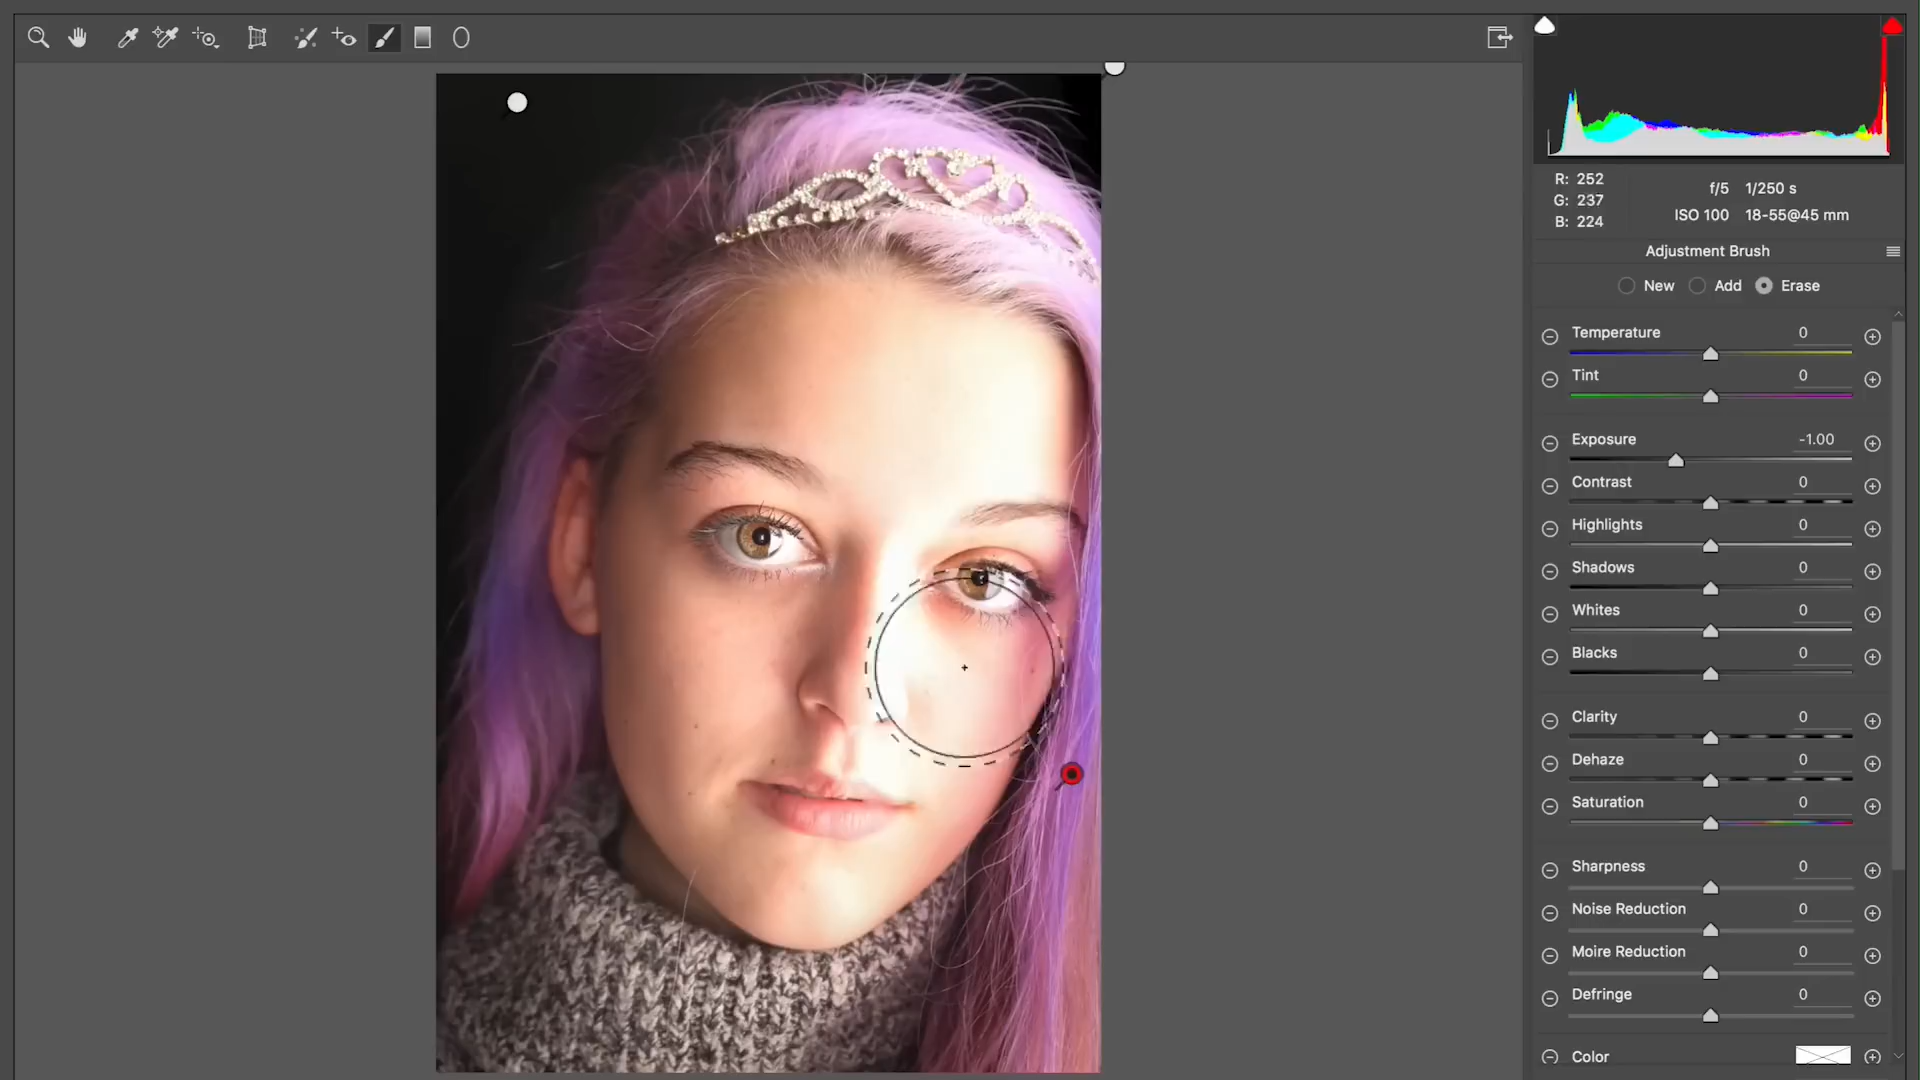 R: 252
G: 237
B: 224
f/5 1/250 s
ISO 100 18-55@45 mm
Adjustment Brush
New Add Erase
Temperature 0
Tint 0
Exposure -1.00
Contrast 0
Highlights 0
Shadows 0
Whites 0
Blacks 0
Clarity 0
Dehaze 0
Saturation 0
Sharpness 0
Noise Reduction 0
Moire Reduction 0
Defringe 0
Color